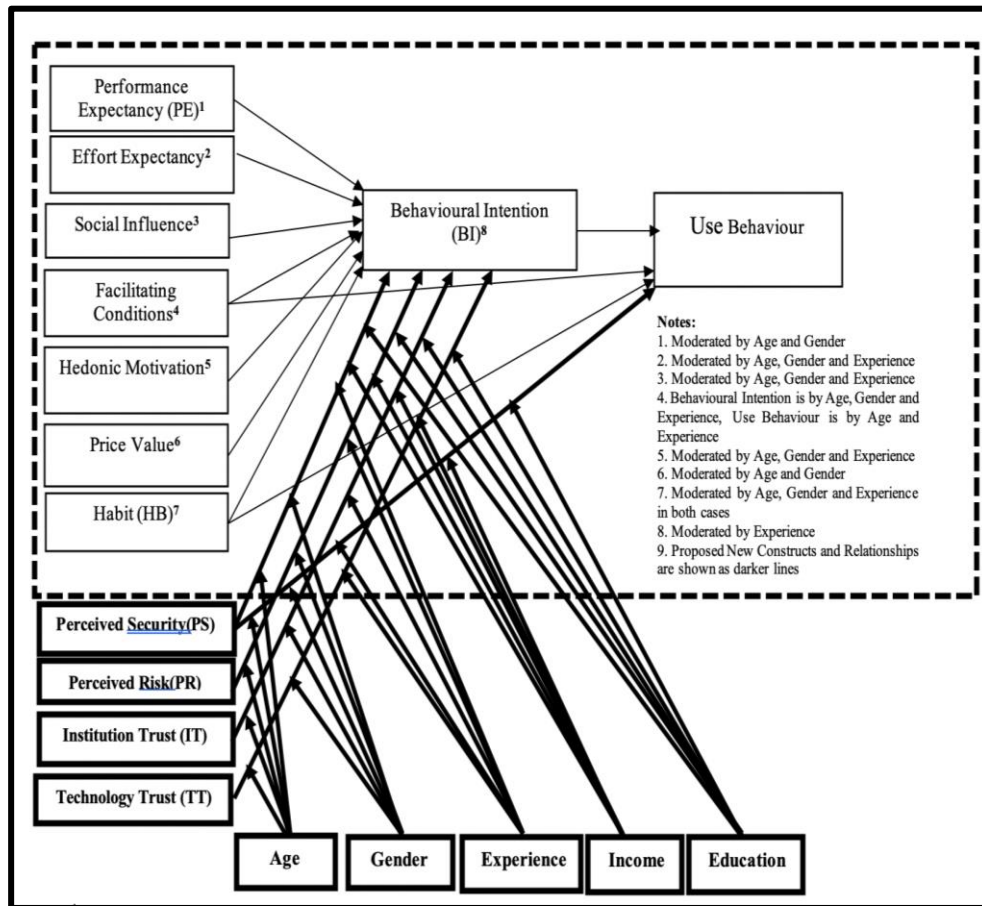 Performance
Expectancy (PE)¹
Effort Expectancy²
Social Influence³
Facilitating
Conditions⁴
Hedonic Motivation⁵
Price Value⁶
Habit (HB)⁷
Behavioural Intention
(BI)⁸
Use Behaviour
Notes:
1. Moderated by Age and Gender
2. Moderated by Age, Gender and Experience
3. Moderated by Age, Gender and Experience
4. Behavioural Intention is by Age, Gender and
Experience, Use Behaviour is by Age and
Experience
5. Moderated by Age, Gender and Experience
6. Moderated by Age and Gender
7. Moderated by Age, Gender and Experience
in both cases
8. Moderated by Experience
9. Proposed New Constructs and Relationships
are shown as darker lines
Perceived Security(PS)
Perceived Risk(PR)
Institution Trust (IT)
Technology Trust (TT)
Age
Gender
Experience
Income
Education